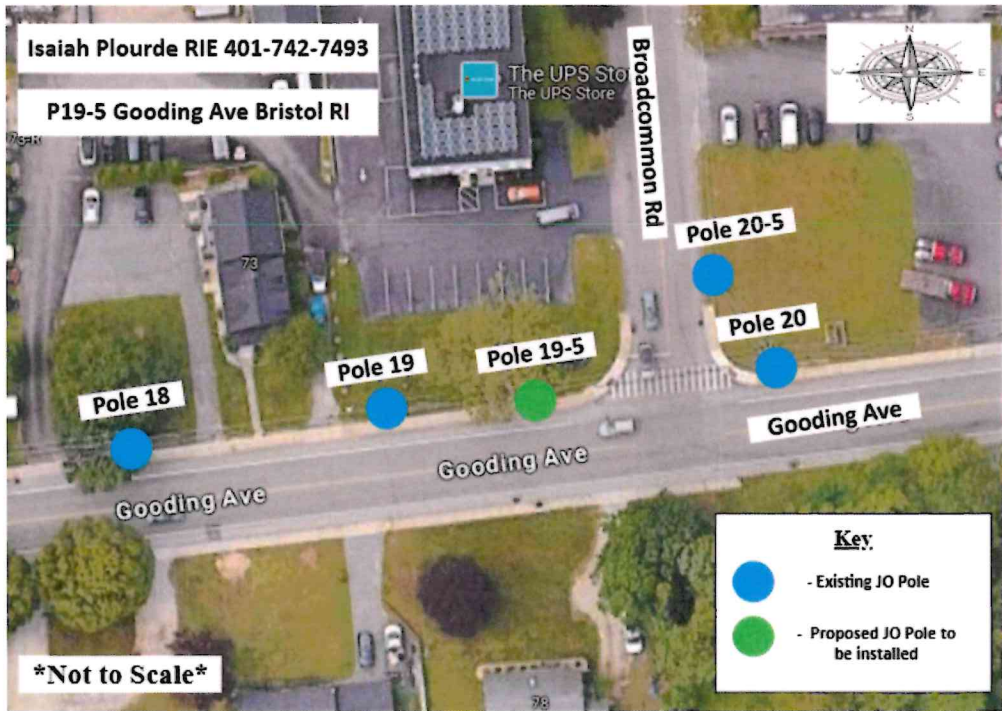 Isaiah Plourde RIE 401-742-7493
P19-5 Gooding Ave Bristol RI
The UPS Sto
The UPS Store
Broadcommon Rd
N
W
E
S
73-R
73
Pole 20-5
Pole 20
Pole 19-5
Pole 19
Pole 18
Gooding Ave
Gooding Ave
Gooding Ave
Key
- Existing JO Pole
- Proposed JO Pole to
be installed
*Not to Scale*
78